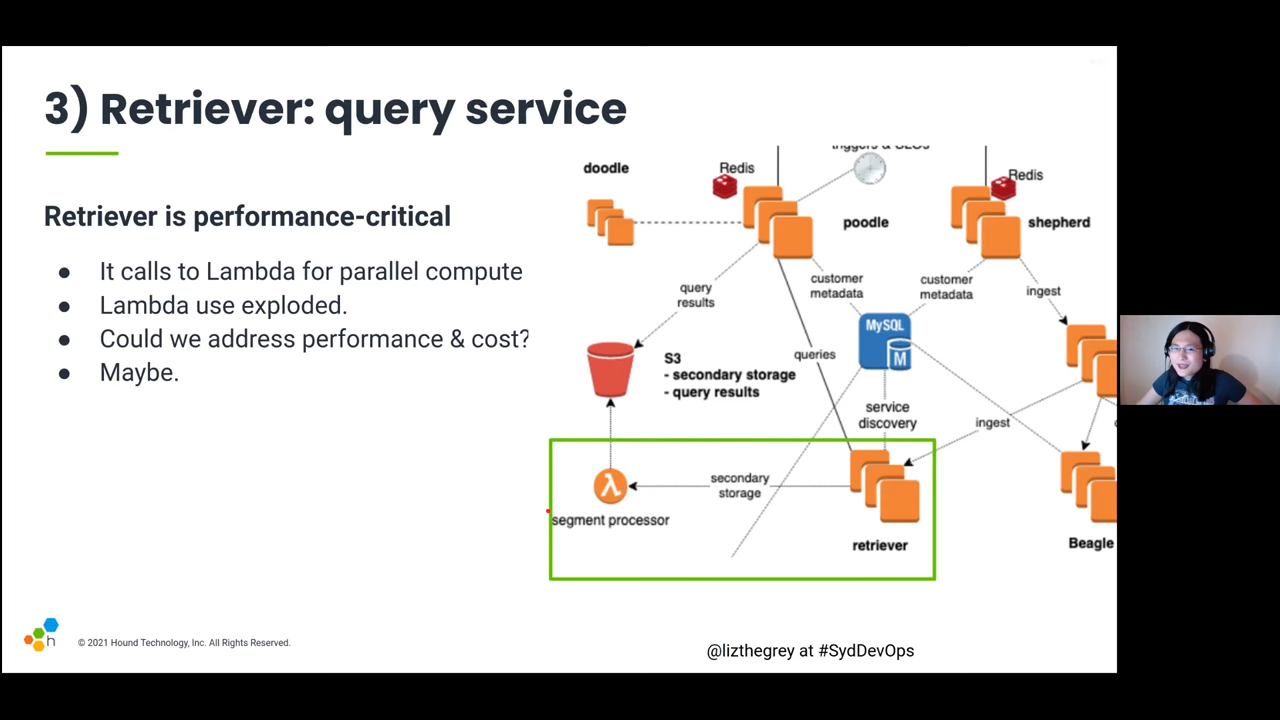 3) Retriever: query service
Retriever is performance-critical
● It calls to Lambda for parallel compute
● Lambda use exploded.
● Could we address performance & cost?
● Maybe.
doodle
Redis
poodle
Redis
shepherd
query
results
customer
metadata
customer
metadata
ingest
MySQL
M
S3
- secondary storage
- query results
queries
service
discovery
ingest
secondary
storage
λ
segment processor
retriever
Beagle
h
© 2021 Hound Technology, Inc. All Rights Reserved.
@lizthegrey at #SydDevOps